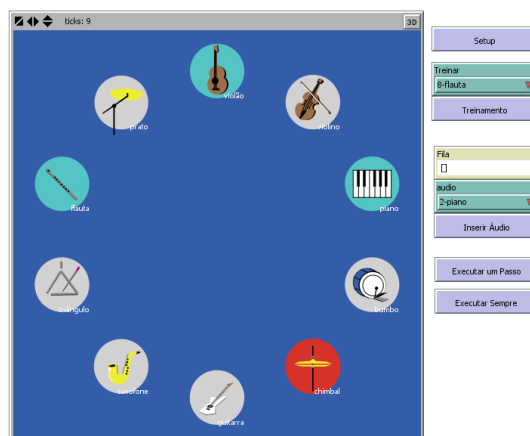 ticks: 9
3D
violão
prato
violino
flauta
piano
triângulo
bumbo
saxofone
chimbal
guitarra
Setup
Treinar
8-flauta
Treinamento
Fila
[]
audio
2-piano
Inserir Áudio
Executar um Passo
Executar Sempre